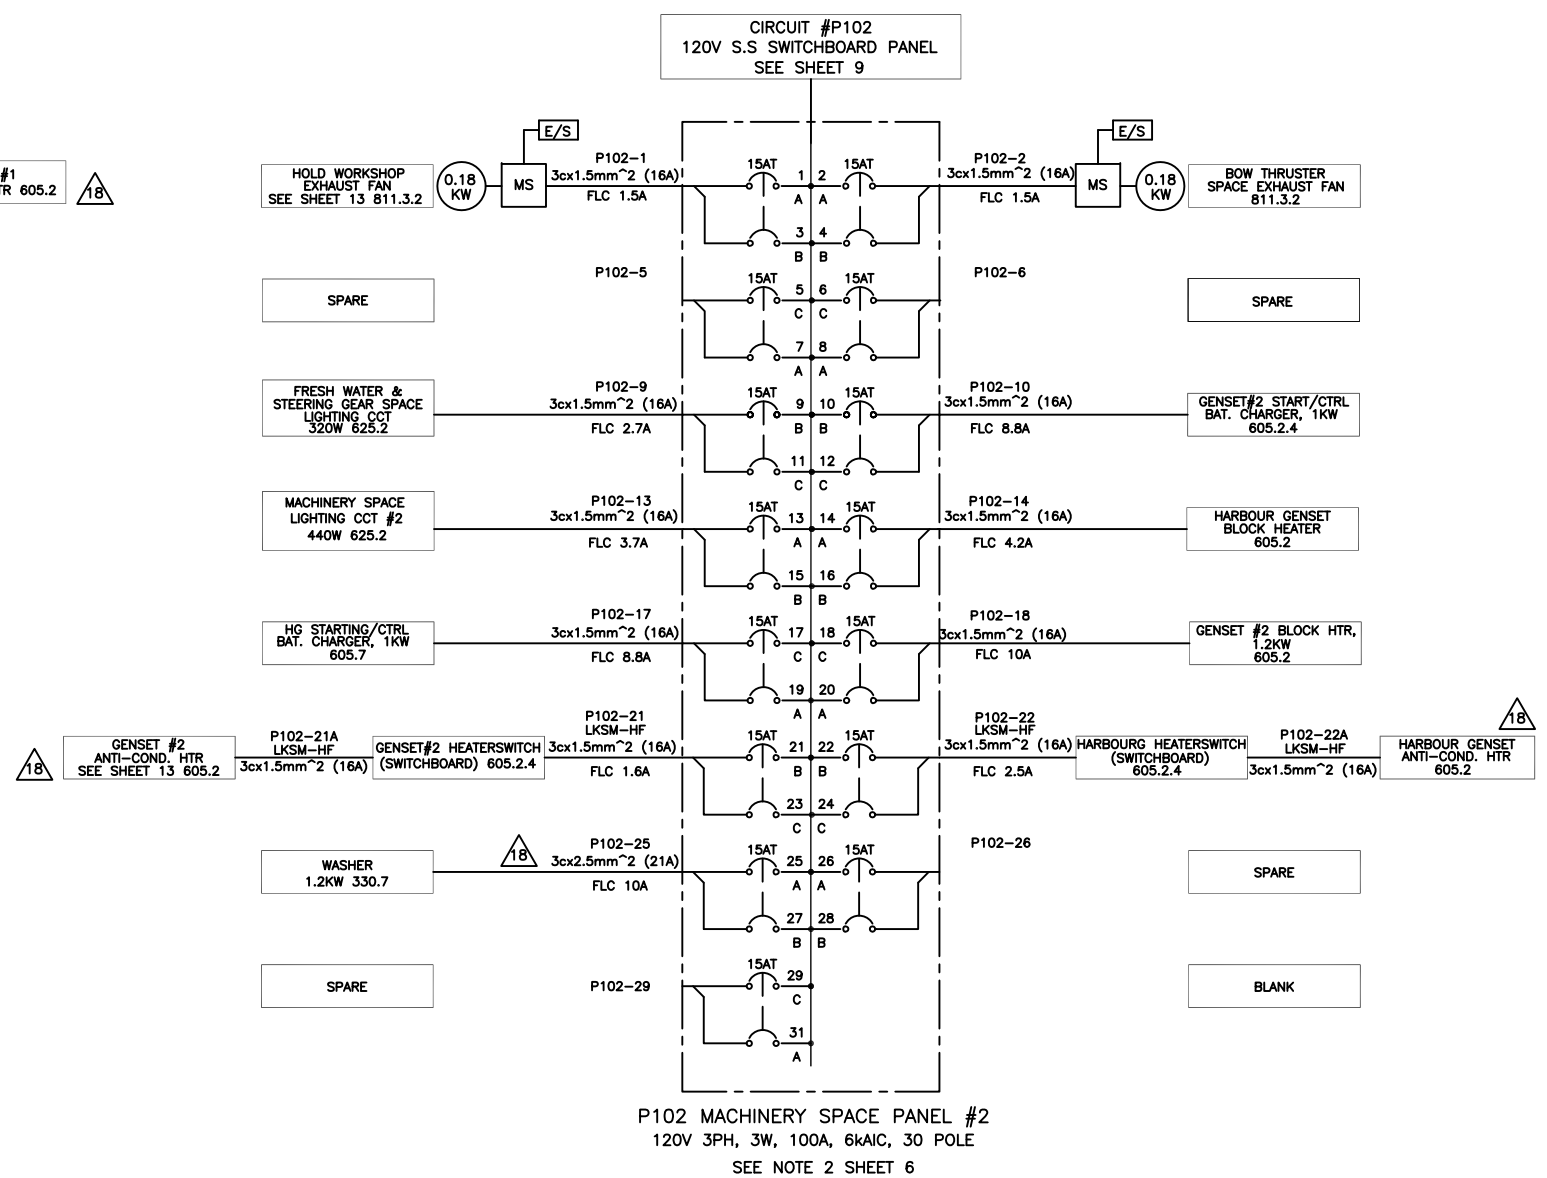 CIRCUIT #P102
120V S.S SWITCHBOARD PANEL
SEE SHEET 9
#1
TR 605.2
18
HOLD WORKSHOP
EXHAUST FAN
SEE SHEET 13 811.3.2
0.18
KW
MS
E/S
P102-1
3cx1.5mm^2 (16A)
FLC 1.5A
15AT
1
2
15AT
A
A
3
4
B
B
P102-2
3cx1.5mm^2 (16A)
FLC 1.5A
E/S
MS
0.18
KW
BOW THRUSTER
SPACE EXHAUST FAN
811.3.2
SPARE
P102-5
15AT
5
6
15AT
C
C
7
8
A
A
P102-6
SPARE
FRESH WATER &
STEERING GEAR SPACE
LIGHTING CCT
320W 625.2
P102-9
3cx1.5mm^2 (16A)
FLC 2.7A
15AT
9
10
15AT
B
B
11
12
C
C
P102-10
3cx1.5mm^2 (16A)
FLC 8.8A
GENSET#2 START/CTRL
BAT. CHARGER, 1KW
605.2.4
MACHINERY SPACE
LIGHTING CCT #2
440W 625.2
P102-13
3cx1.5mm^2 (16A)
FLC 3.7A
15AT
13
14
15AT
A
A
15
16
B
B
P102-14
3cx1.5mm^2 (16A)
FLC 4.2A
HARBOUR GENSET
BLOCK HEATER
605.2
HG STARTING/CTRL
BAT. CHARGER, 1KW
605.7
P102-17
3cx1.5mm^2 (16A)
FLC 8.8A
15AT
17
18
15AT
C
C
19
20
A
A
P102-18
3cx1.5mm^2 (16A)
FLC 10A
GENSET #2 BLOCK HTR,
1.2KW
605.2
18
GENSET #2
ANTI-COND. HTR
SEE SHEET 13 605.2
P102-21A
LKSM-HF
3cx1.5mm^2 (16A)
GENSET#2 HEATERSWITCH
(SWITCHBOARD) 605.2.4
P102-21
LKSM-HF
3cx1.5mm^2 (16A)
FLC 1.6A
15AT
21
22
15AT
B
B
23
24
C
C
P102-22
LKSM-HF
3cx1.5mm^2 (16A)
FLC 2.5A
HARBOURG HEATERSWITCH
(SWITCHBOARD)
605.2.4
P102-22A
LKSM-HF
3cx1.5mm^2 (16A)
18
HARBOUR GENSET
ANTI-COND. HTR
605.2
WASHER
1.2KW 330.7
18
P102-25
3cx2.5mm^2 (21A)
FLC 10A
15AT
25
26
15AT
A
A
27
28
B
B
P102-26
SPARE
SPARE
P102-29
15AT
29
C
31
A
BLANK
P102 MACHINERY SPACE PANEL #2
120V 3PH, 3W, 100A, 6kAIC, 30 POLE
SEE NOTE 2 SHEET 6